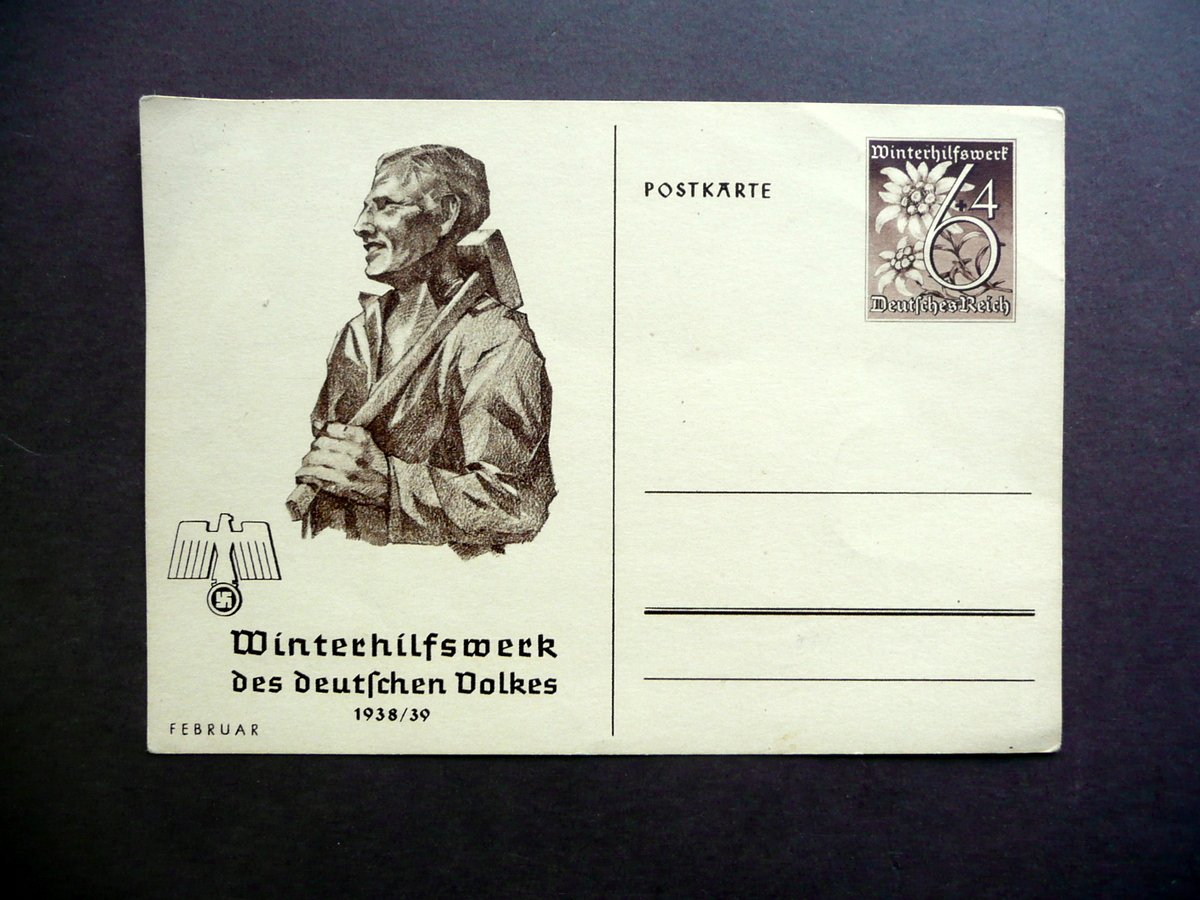 Winterhilfswerk
des deutſchen Volkes
1938/39
FEBRUAR
POSTKARTE
Winterhilfswerk
6+4
Deutſches Reich